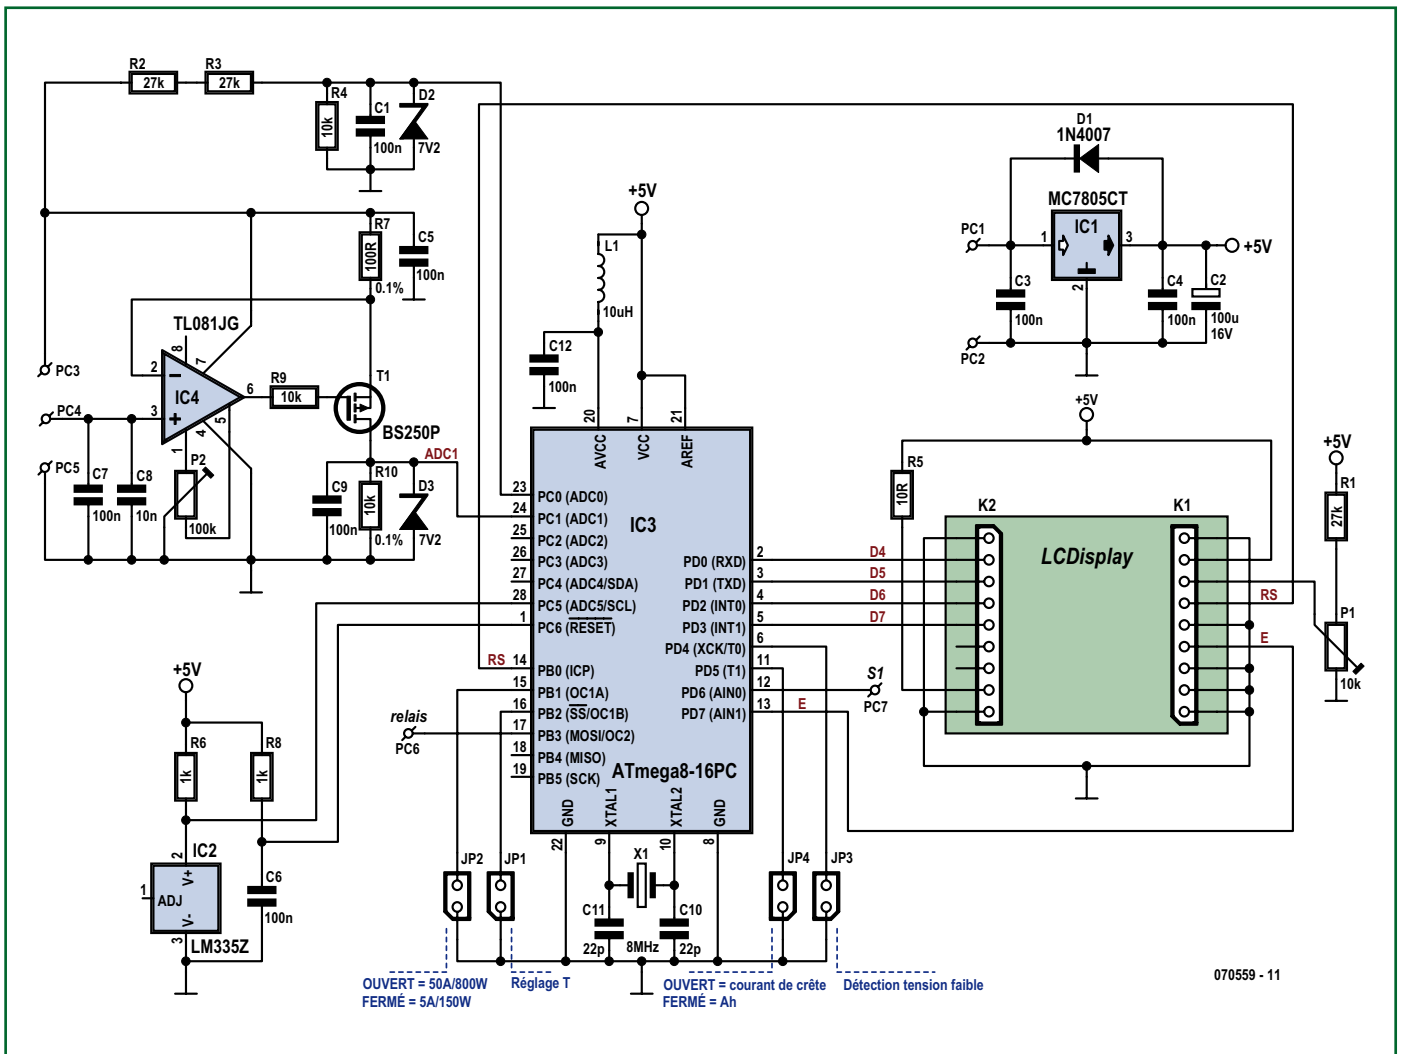 R2
27k
R3
27k
R4
10k
C1
100n
D2
7V2
R7
100R
0.1%
C5
100n
TL081JG
IC4
2
3
8
7
6
5
4
1
−
+
PC3
PC4
PC5
R9
10k
T1
BS250P
ADC1
P2
100k
C7
100n
C8
10n
C9
100n
R10
10k
0.1%
D3
7V2
+5V
L1
10uH
C12
100n
20
7
21
AVCC
VCC
AREF
IC3
23 PC0 (ADC0)
24 PC1 (ADC1)
25 PC2 (ADC2)
26 PC3 (ADC3)
27 PC4 (ADC4/SDA)
28 PC5 (ADC5/SCL)
1 PC6 (RESET)
RS 14 PB0 (ICP)
15 PB1 (OC1A)
16 PB2 (SS/OC1B)
17 PB3 (MOSI/OC2)
18 PB4 (MISO)
19 PB5 (SCK)
PD0 (RXD) 2 D4
PD1 (TXD) 3 D5
PD2 (INT0) 4 D6
PD3 (INT1) 5 D7
PD4 (XCK/T0) 6
PD5 (T1) 11
PD6 (AIN0) 12
PD7 (AIN1) 13 E
ATmega8-16PC
GND
XTAL1
XTAL2
GND
22
9
10
8
S1
PC7
relais
PC6
+5V
R6
1k
R8
1k
IC2
2
V+
1
ADJ
V-
3
LM335Z
C6
100n
JP2
JP1
X1
8MHz
C11
22p
C10
22p
JP4
JP3
OUVERT = 50A/800W
FERMÉ = 5A/150W
Réglage T
OUVERT = courant de crête
FERMÉ = Ah
Détection tension faible
D1
1N4007
MC7805CT
IC1
PC1
1
3
2
+5V
PC2
C3
100n
C4
100n
C2
100u
16V
+5V
R5
10R
K2
K1
LCDisplay
RS
E
+5V
R1
27k
P1
10k
070559 - 11